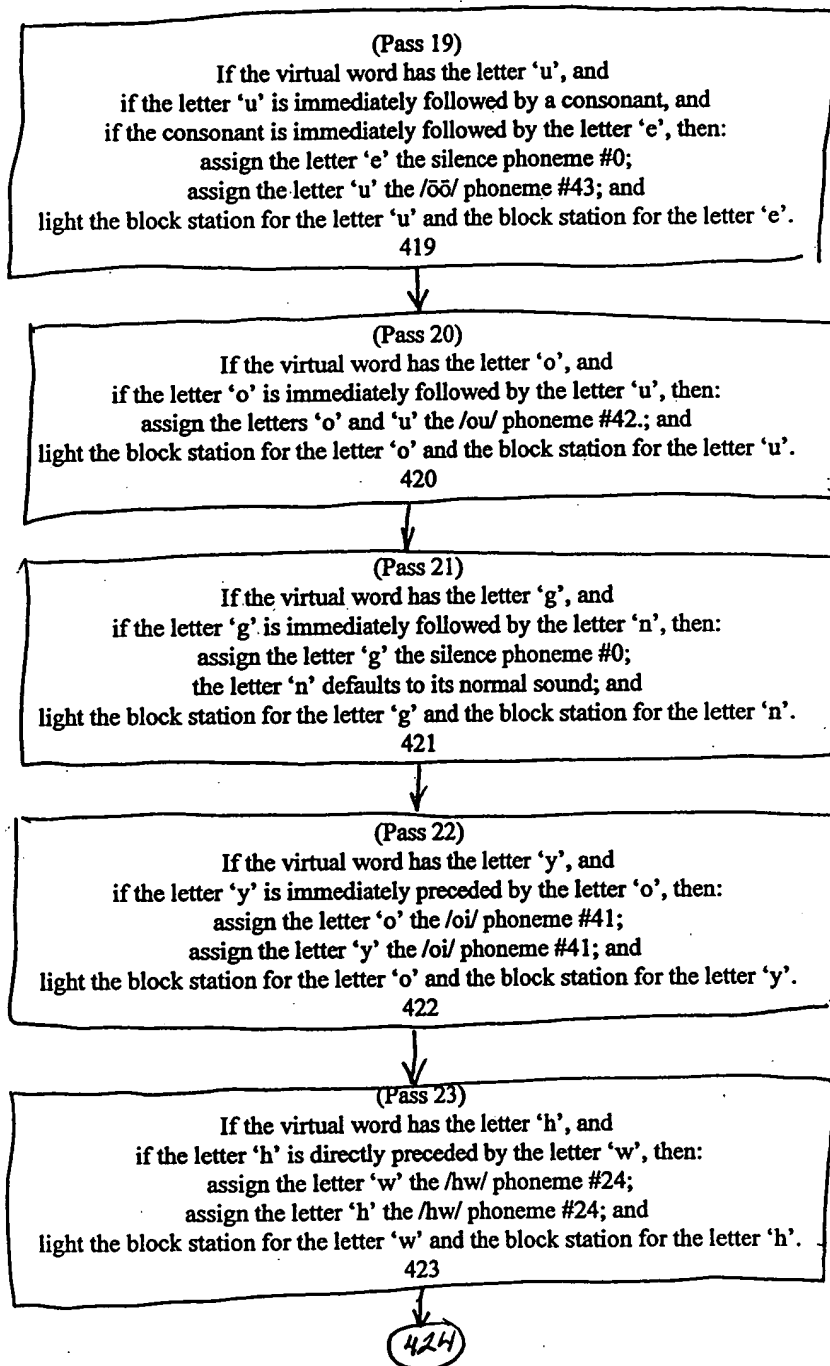 (Pass 19)
If the virtual word has the letter ‘u’, and
if the letter ‘u’ is immediately followed by a consonant, and
if the consonant is immediately followed by the letter ‘e’, then:
assign the letter ‘e’ the silence phoneme #0;
assign the letter ‘u’ the /ōō/ phoneme #43; and
light the block station for the letter ‘u’ and the block station for the letter ‘e’.
419
(Pass 20)
If the virtual word has the letter ‘o’, and
if the letter ‘o’ is immediately followed by the letter ‘u’, then:
assign the letters ‘o’ and ‘u’ the /ou/ phoneme #42.; and
light the block station for the letter ‘o’ and the block station for the letter ‘u’.
420
(Pass 21)
If the virtual word has the letter ‘g’, and
if the letter ‘g’ is immediately followed by the letter ‘n’, then:
assign the letter ‘g’ the silence phoneme #0;
the letter ‘n’ defaults to its normal sound; and
light the block station for the letter ‘g’ and the block station for the letter ‘n’.
421
(Pass 22)
If the virtual word has the letter ‘y’, and
if the letter ‘y’ is immediately preceded by the letter ‘o’, then:
assign the letter ‘o’ the /oi/ phoneme #41;
assign the letter ‘y’ the /oi/ phoneme #41; and
light the block station for the letter ‘o’ and the block station for the letter ‘y’.
422
(Pass 23)
If the virtual word has the letter ‘h’, and
if the letter ‘h’ is directly preceded by the letter ‘w’, then:
assign the letter ‘w’ the /hw/ phoneme #24;
assign the letter ‘h’ the /hw/ phoneme #24; and
light the block station for the letter ‘w’ and the block station for the letter ‘h’.
423
424